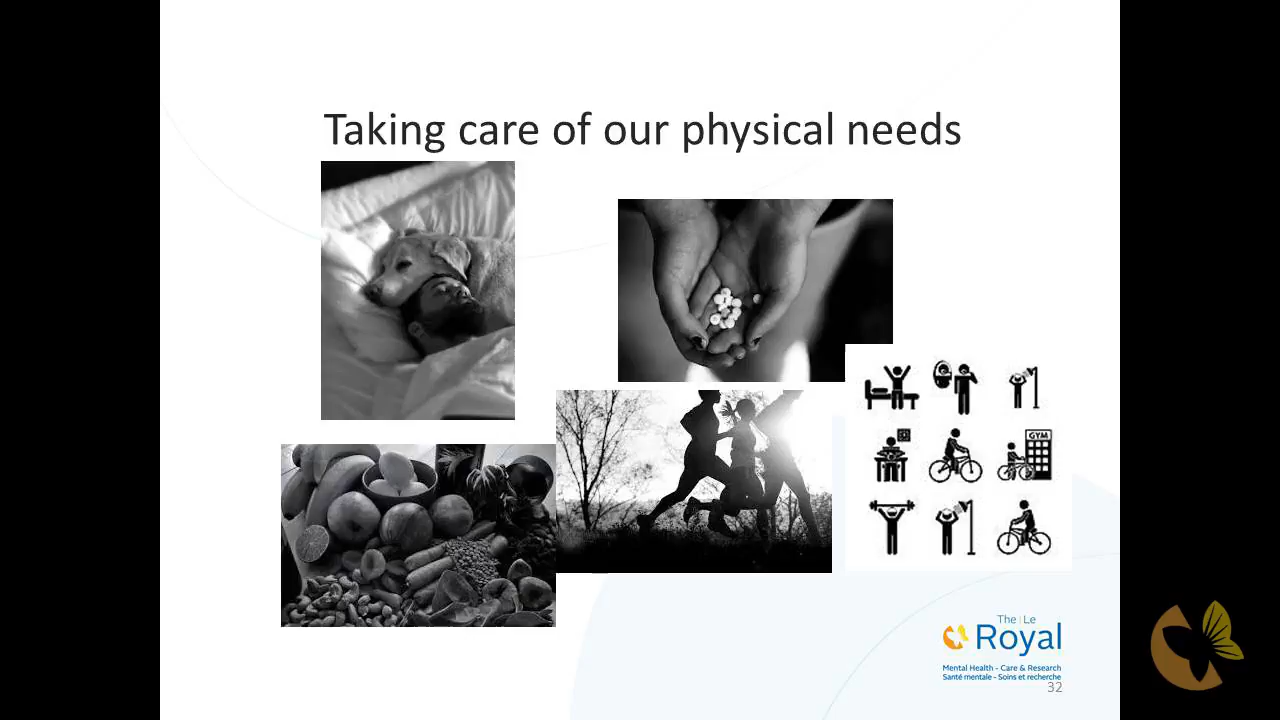 Taking care of our physical needs
GYM
The | Le
Royal
Mental Health - Care & Research
Santé mentale - Soins et recherche
32